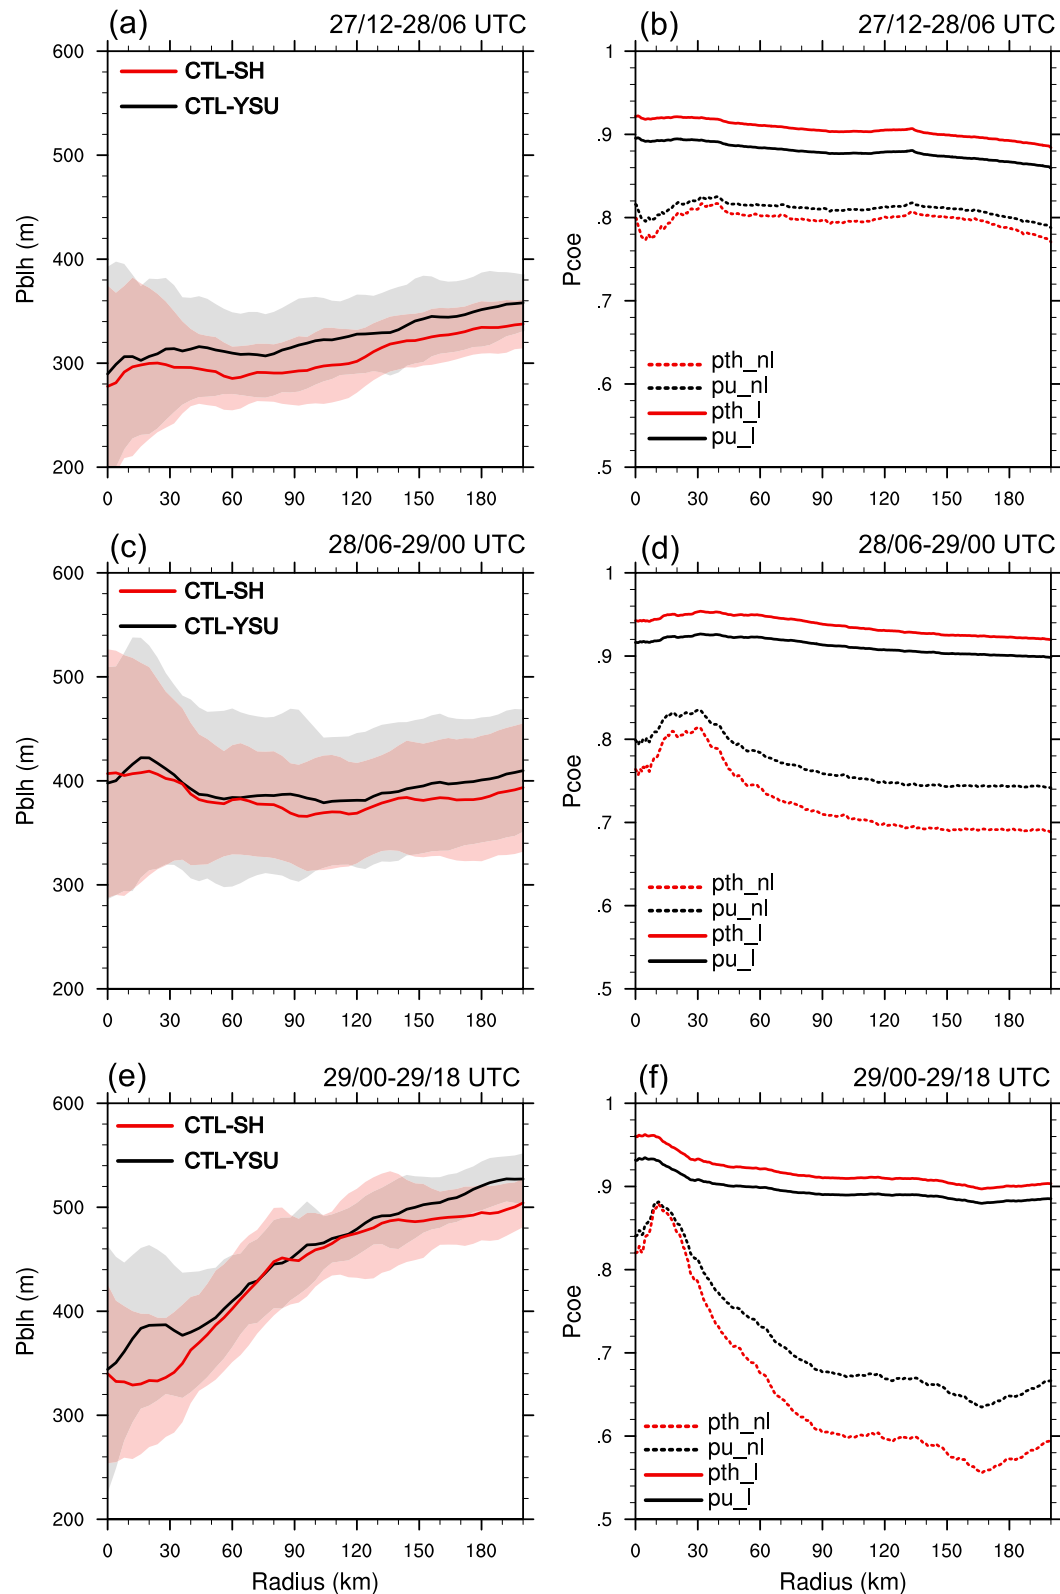 (a) 27/12-28/06 UTC
600
500
400
300
200
Pblh (m)
CTL-SH
CTL-YSU
0 30 60 90 120 150 180
(b) 27/12-28/06 UTC
1
.9
.8
.7
.6
.5
Pcoe
pth_nl
pu_nl
pth_l
pu_l
0 30 60 90 120 150 180
(c) 28/06-29/00 UTC
600
500
400
300
200
Pblh (m)
CTL-SH
CTL-YSU
0 30 60 90 120 150 180
(d) 28/06-29/00 UTC
1
.9
.8
.7
.6
.5
Pcoe
pth_nl
pu_nl
pth_l
pu_l
0 30 60 90 120 150 180
(e) 29/00-29/18 UTC
600
500
400
300
200
Pblh (m)
CTL-SH
CTL-YSU
0 30 60 90 120 150 180
Radius (km)
(f) 29/00-29/18 UTC
1
.9
.8
.7
.6
.5
Pcoe
pth_nl
pu_nl
pth_l
pu_l
0 30 60 90 120 150 180
Radius (km)